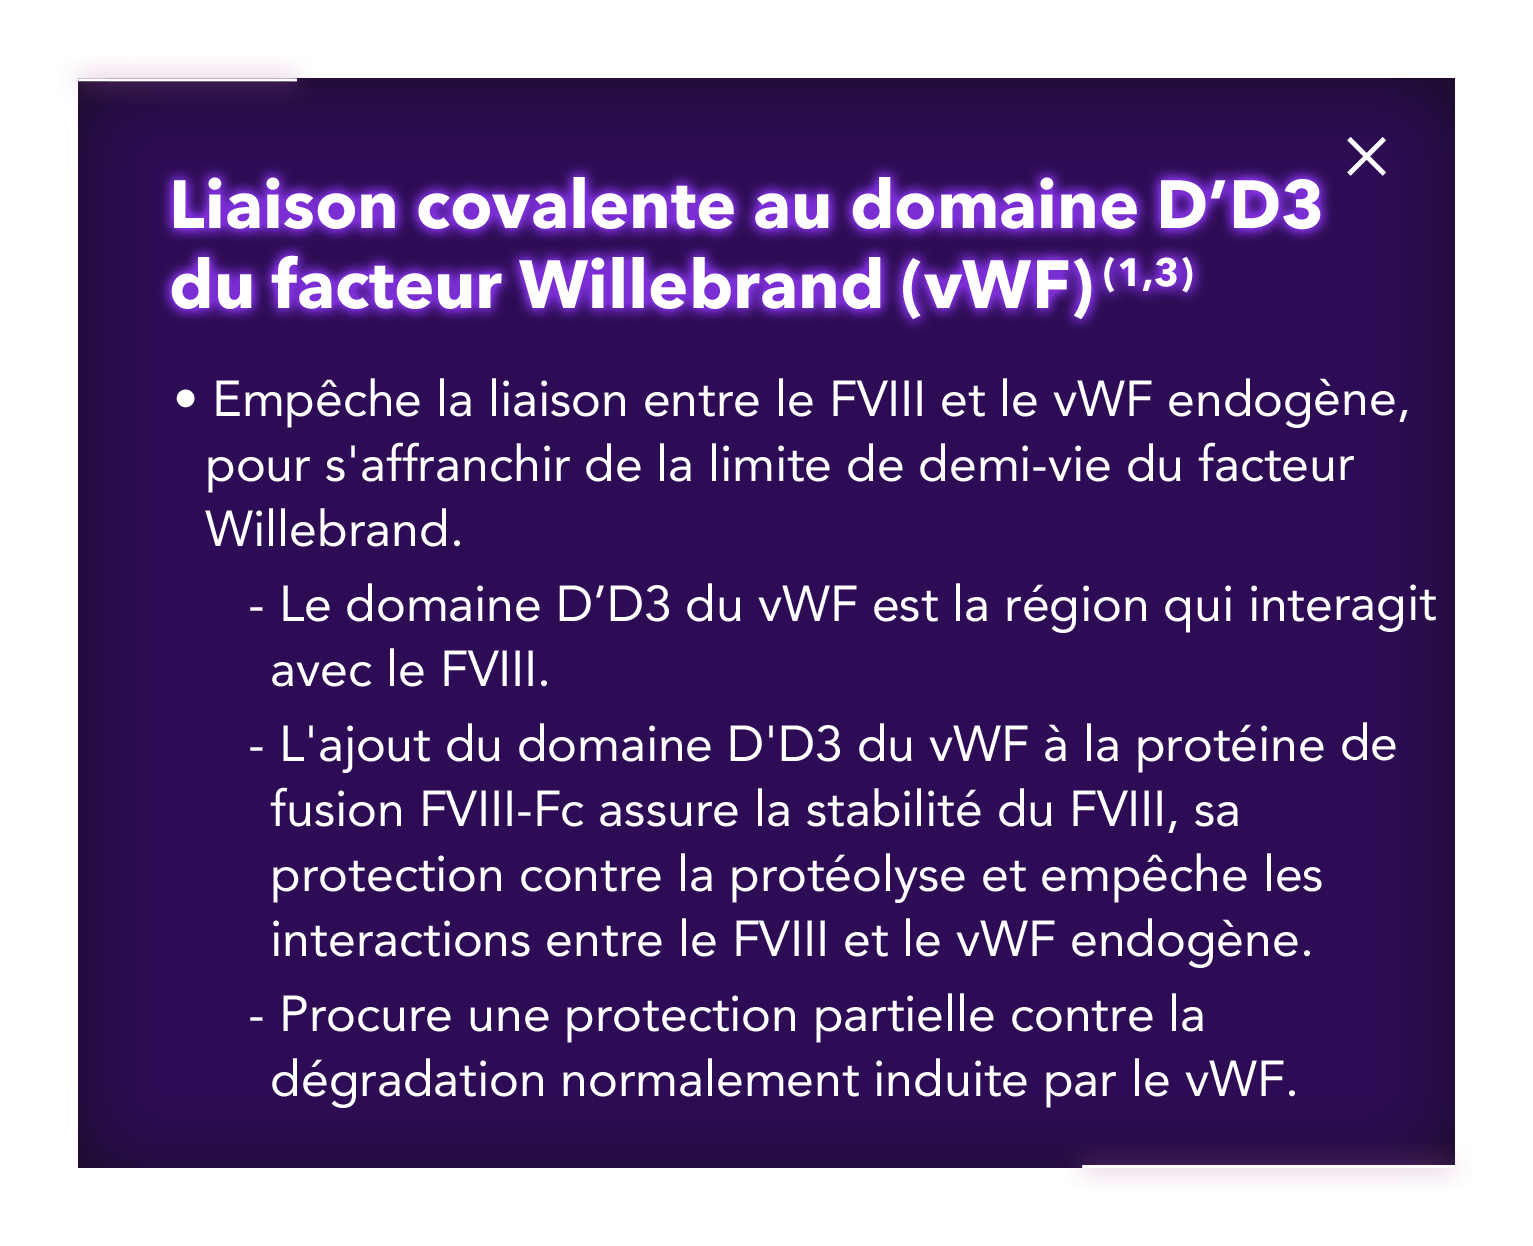 Liaison covalente au domaine D’D3
du facteur Willebrand (vWF)(1,3)
• Empêche la liaison entre le FVIII et le vWF endogène,
pour s'affranchir de la limite de demi-vie du facteur
Willebrand.
- Le domaine D’D3 du vWF est la région qui interagit
avec le FVIII.
- L'ajout du domaine D'D3 du vWF à la protéine de
fusion FVIII-Fc assure la stabilité du FVIII, sa
protection contre la protéolyse et empêche les
interactions entre le FVIII et le vWF endogène.
- Procure une protection partielle contre la
dégradation normalement induite par le vWF.